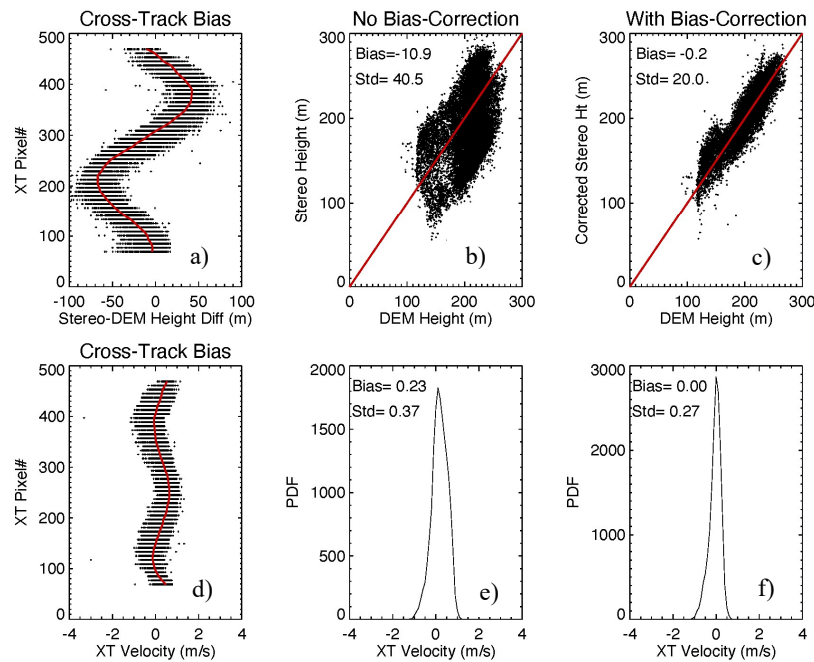 Cross-Track Bias
No Bias-Correction
With Bias-Correction
500
400
300
200
100
0
XT Pixel#
-100 -50 0 50 100
Stereo-DEM Height Diff (m)
a)
300
200
100
0
Stereo Height (m)
Bias=-10.9
Std= 40.5
0 100 200 300
DEM Height (m)
b)
300
200
100
0
Corrected Stereo Ht (m)
Bias= -0.2
Std= 20.0
0 100 200 300
DEM Height (m)
c)
Cross-Track Bias
500
400
300
200
100
0
XT Pixel#
-4 -2 0 2 4
XT Velocity (m/s)
d)
2000
1500
1000
500
0
PDF
Bias= 0.23
Std= 0.37
-4 -2 0 2 4
XT Velocity (m/s)
e)
3000
2000
1000
0
PDF
Bias= 0.00
Std= 0.27
-4 -2 0 2 4
XT Velocity (m/s)
f)